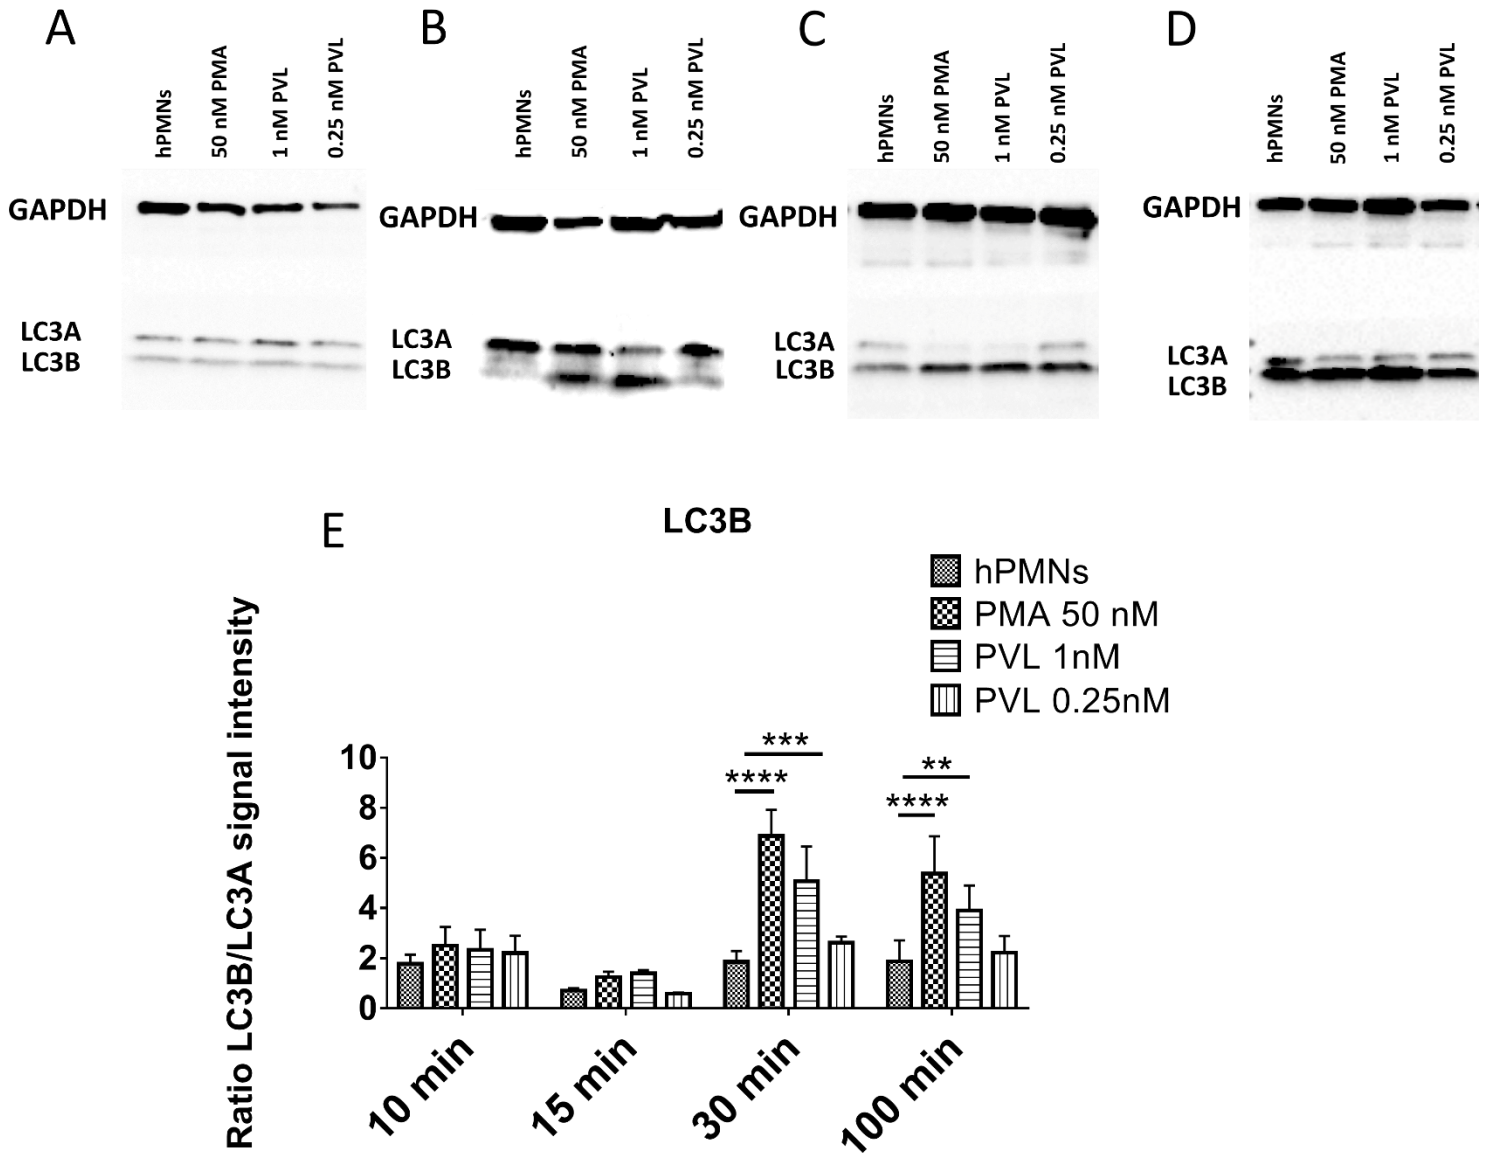 A
hPMNs
50 nM PMA
1 nM PVL
0.25 nM PVL
GAPDH
LC3A
LC3B
B
hPMNs
50 nM PMA
1 nM PVL
0.25 nM PVL
GAPDH
LC3A
LC3B
C
hPMNs
50 nM PMA
1 nM PVL
0.25 nM PVL
GAPDH
LC3A
LC3B
D
hPMNs
50 nM PMA
1 nM PVL
0.25 nM PVL
GAPDH
LC3A
LC3B
E
LC3B
hPMNs
PMA 50 nM
PVL 1nM
PVL 0.25nM
Ratio LC3B/LC3A signal intensity
10
8
6
4
2
0
***
****
**
****
10 min
15 min
30 min
100 min